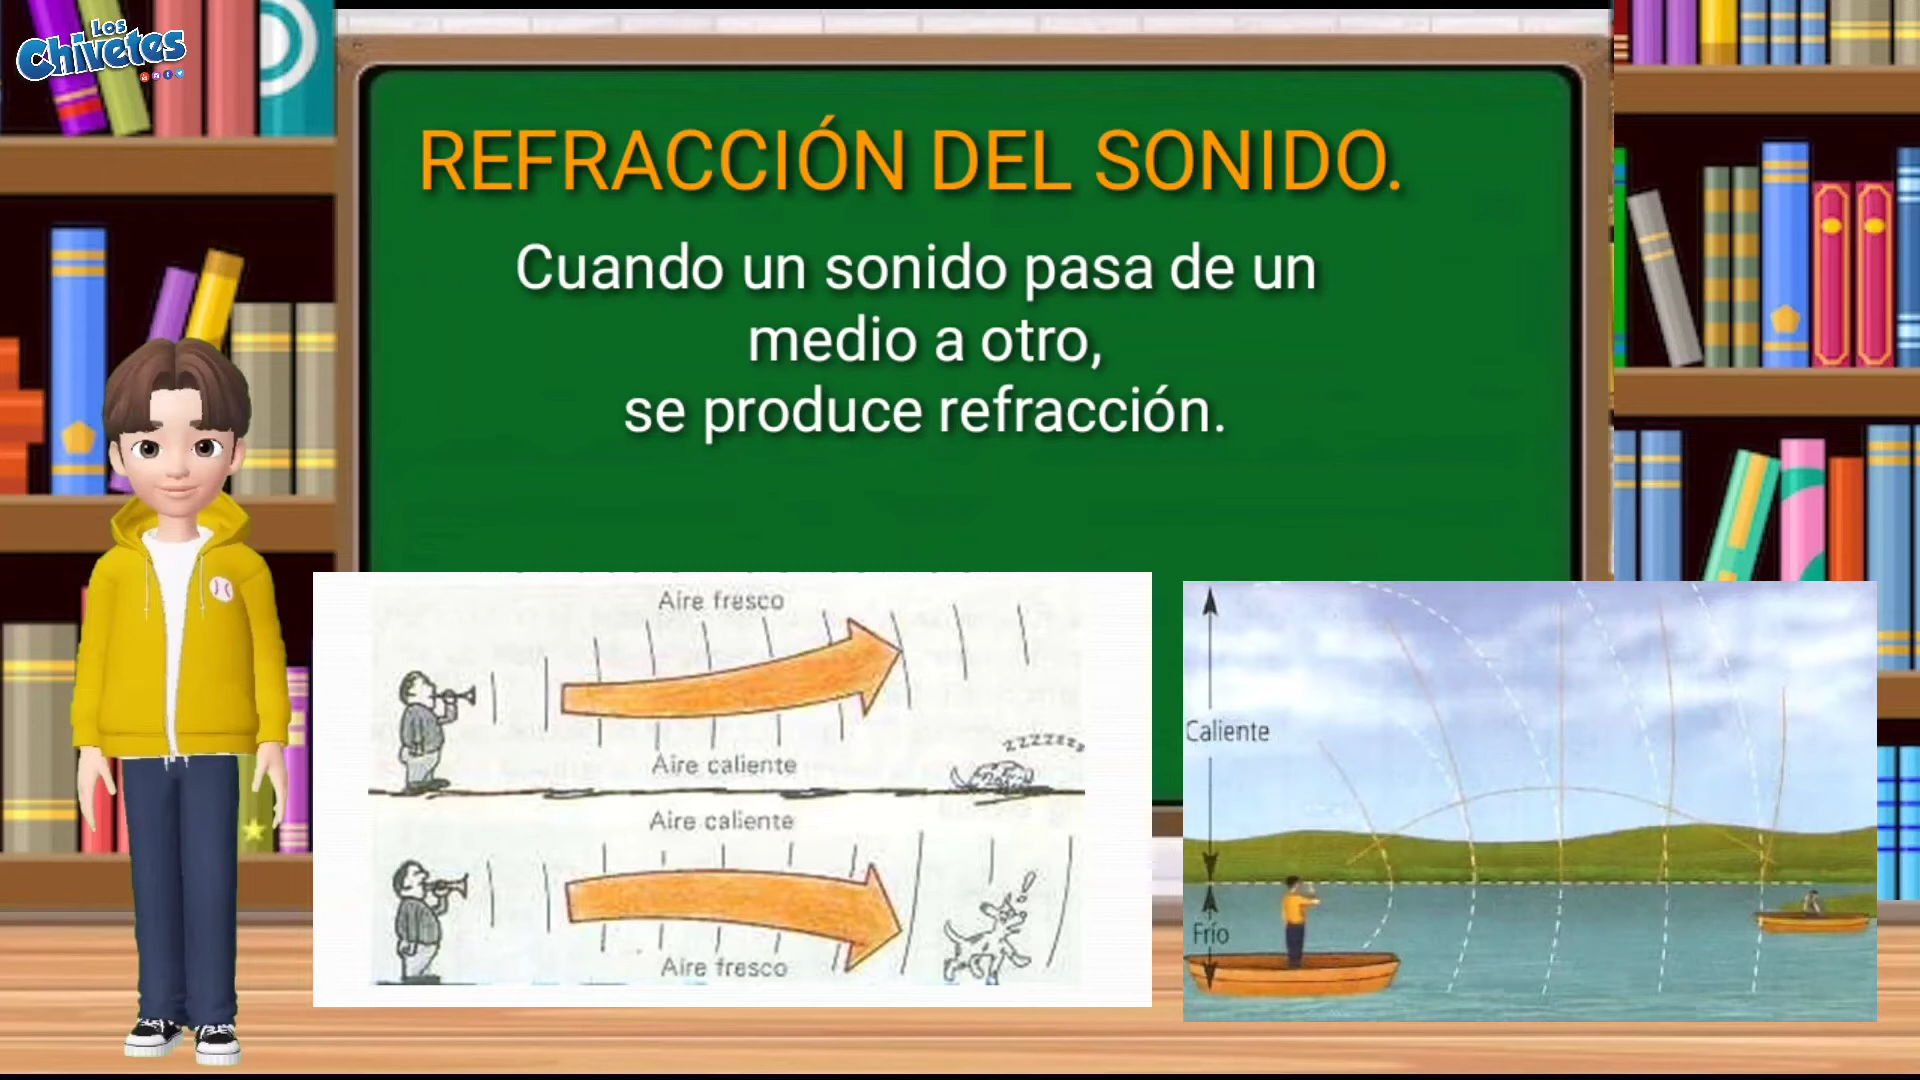 Los
Chivetes
REFRACCIÓN DEL SONIDO.
Cuando un sonido pasa de un
medio a otro,
se produce refracción.
Aire fresco
zzzzzzz
Aire caliente
Aire caliente
!
Aire fresco
Caliente
Frío